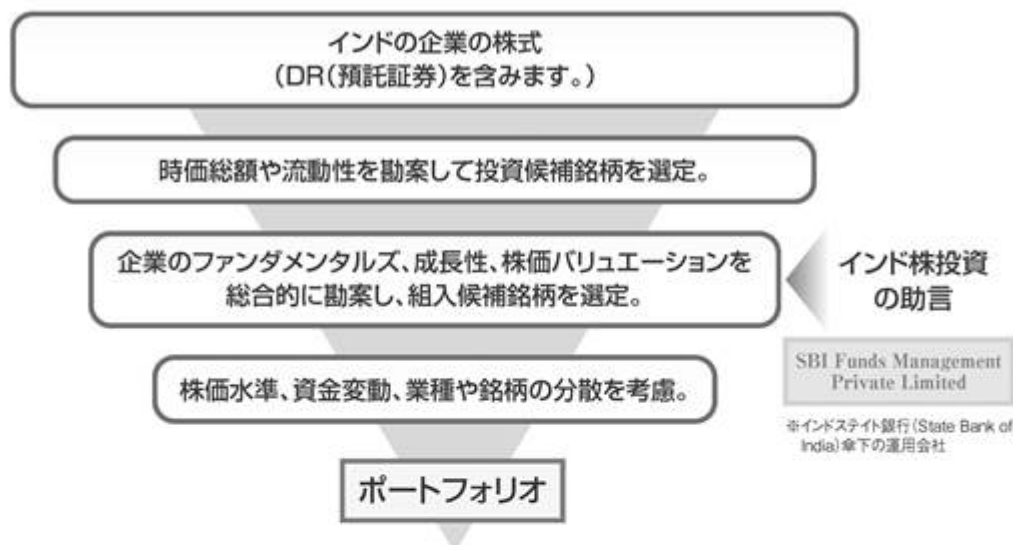 インドの企業の株式
（DR（預託証券）を含みます。）
時価総額や流動性を勘案して投資候補銘柄を選定。
企業のファンダメンタルズ、成長性、株価バリュエーションを
総合的に勘案し、組入候補銘柄を選定。
インド株投資
の助言
SBI Funds Management
Private Limited
※インドステイト銀行（State Bank of
India）傘下の運用会社
株価水準、資金変動、業種や銘柄の分散を考慮。
ポートフォリオ